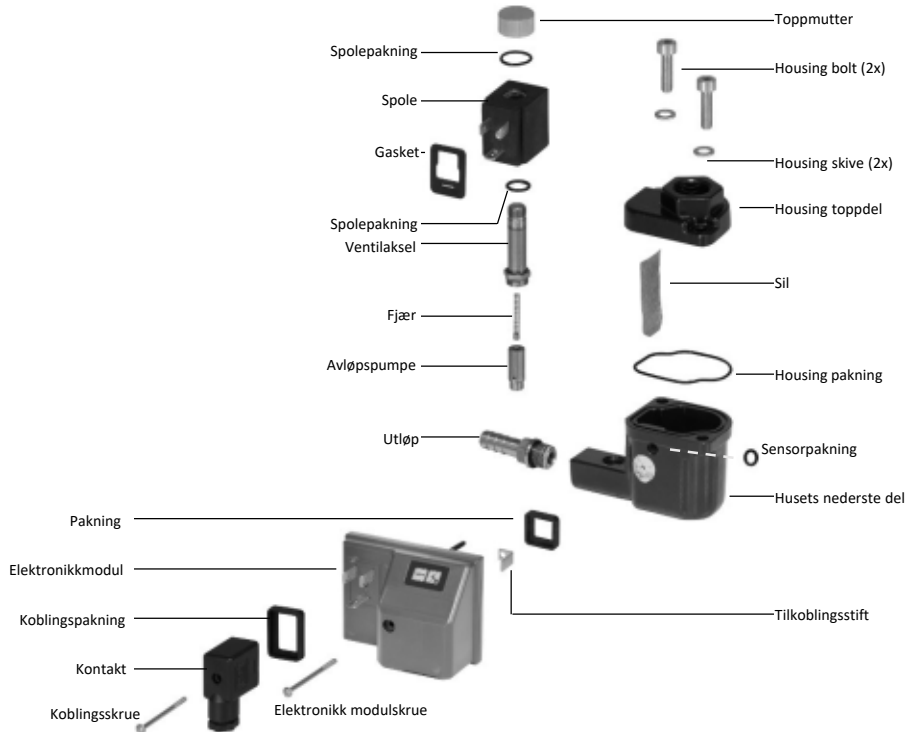 Toppmutter
Spolepakning
Housing bolt (2x)
Spole
Gasket
Housing skive (2x)
Spolepakning
Housing toppdel
Ventilaksel
Sil
Fjær
Avløpspumpe
Housing pakning
Utløp
Sensorpakning
Husets nederste del
Pakning
Elektronikkmodul
Koblingspakning
Tilkoblingsstift
Kontakt
Koblingsskrue
Elektronikk modulskrue